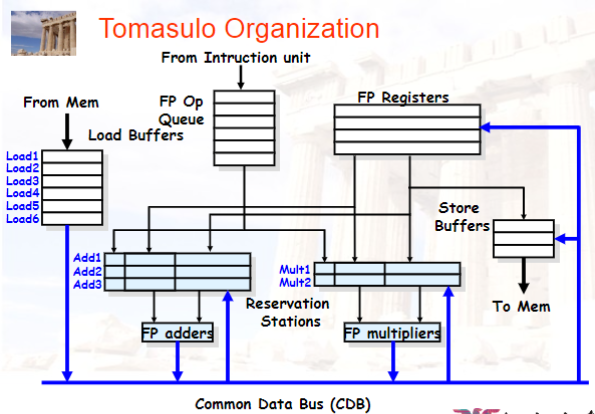 Tomasulo Organization
From Intruction unit
From Mem
FP Op
Queue
FP Registers
Load Buffers
Load1
Load2
Load3
Load4
Load5
Load6
Store
Buffers
Add1
Add2
Add3
Mult1
Mult2
Reservation
Stations
To Mem
FP adders
FP multipliers
Common Data Bus (CDB)